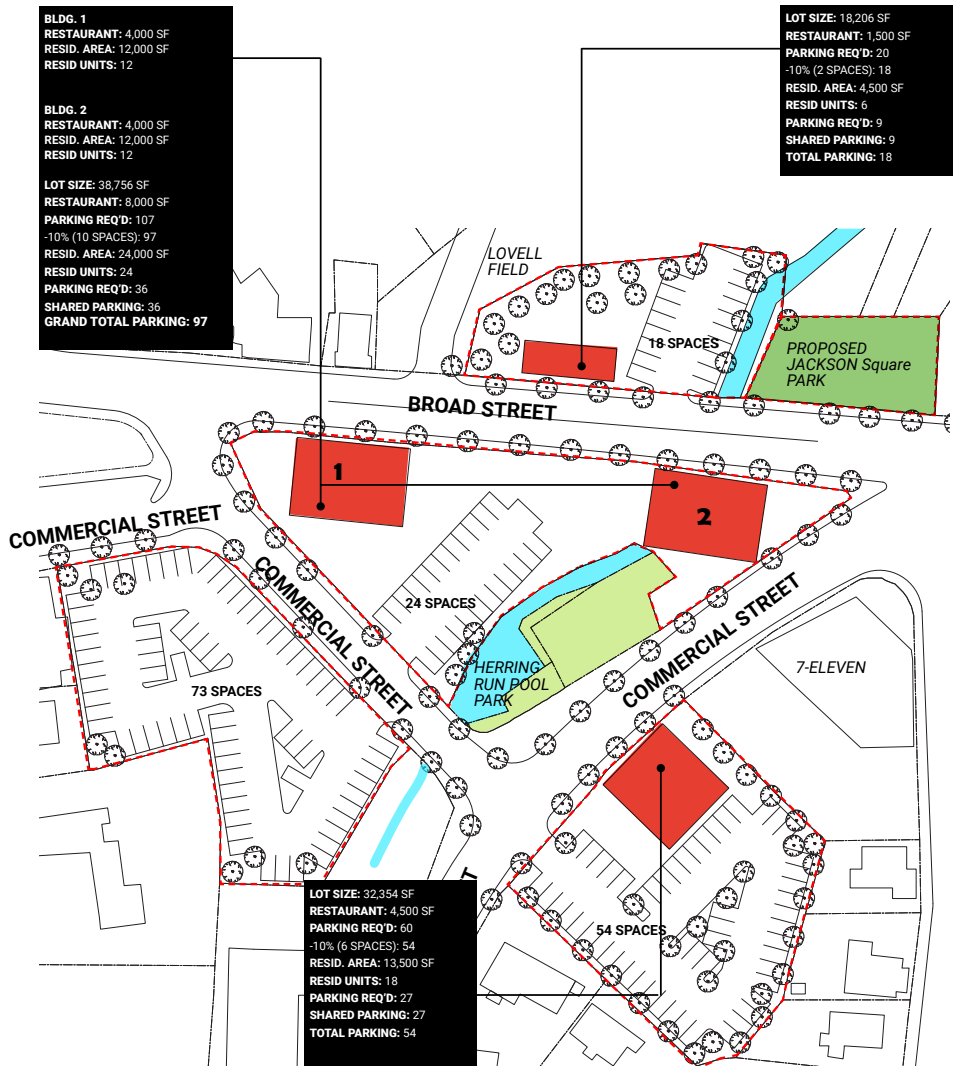 BLDG. 1
RESTAURANT: 4,000 SF
RESID. AREA: 12,000 SF
RESID UNITS: 12
BLDG. 2
RESTAURANT: 4,000 SF
RESID. AREA: 12,000 SF
RESID UNITS: 12
LOT SIZE: 38,756 SF
RESTAURANT: 8,000 SF
PARKING REQ'D: 107
-10% (10 SPACES): 97
RESID. AREA: 24,000 SF
RESID UNITS: 24
PARKING REQ'D: 36
SHARED PARKING: 36
GRAND TOTAL PARKING: 97
LOT SIZE: 18,206 SF
RESTAURANT: 1,500 SF
PARKING REQ'D: 20
-10% (2 SPACES): 18
RESID. AREA: 4,500 SF
RESID UNITS: 6
PARKING REQ'D: 9
SHARED PARKING: 9
TOTAL PARKING: 18
LOVELL
FIELD
18 SPACES
PROPOSED
JACKSON Square
PARK
BROAD STREET
1
2
COMMERCIAL STREET
COMMERCIAL STREET
24 SPACES
COMMERCIAL STREET
HERRING
RUN POOL
PARK
7-ELEVEN
73 SPACES
LOT SIZE: 32,354 SF
RESTAURANT: 4,500 SF
PARKING REQ'D: 60
-10% (6 SPACES): 54
RESID. AREA: 13,500 SF
RESID UNITS: 18
PARKING REQ'D: 27
SHARED PARKING: 27
TOTAL PARKING: 54
54 SPACES